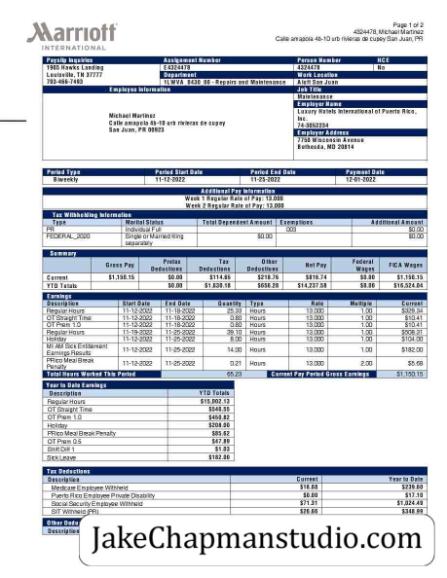 Page 1 of 2
4324478, Michael Martinez
Calle amapola 4b-10 urb rivieras de cupey San Juan, PR
Marriott
INTERNATIONAL
Payslip Inquiries Assignment Number Person Number HCE
1905 Hawks Landing E4324478 4324478 No
Louisville, TN 37777 Department Work Location
703-466-7493 1LWVA 8430 00 - Repairs and Maintenance Aloft San Juan
Employee Information Job Title
Maintenance
Employer Name
Michael Martinez Luxury Hotels International of Puerto Rico, Inc.
Calle amapola 4b-10 urb rivieras de cupey 74-3052234
San Juan, PR 00923 Employer Address
7750 Wisconsin Avenue
Bethesda, MD 20814
Period Type Period Start Date Period End Date Payment Date
Biweekly 11-12-2022 11-25-2022 12-01-2022
Additional Pay Information
Week 1 Regular Rate of Pay: 13.000
Week 2 Regular Rate of Pay: 13.000
Tax Withholding Information
Type Marital Status Total Dependent Amount Exemptions Additional Amount
PR Individual Full 003 $0.00
FEDERAL_2020 Single or Married filing separately $0.00 $0.00
Summary
Gross Pay Pretax Deductions Tax Deductions Other Deductions Net Pay Federal Wages FICA Wages
Current $1,150.15 $0.00 $114.65 $218.76 $816.74 $0.00 $1,150.15
YTD Totals $0.00 $1,630.18 $656.28 $14,237.58 $0.00 $16,524.04
Earnings
Description Start Date End Date Quantity Type Rate Multiple Current
Regular Hours 11-12-2022 11-18-2022 25.33 Hours 13.000 1.00 $329.34
OT Straight Time 11-12-2022 11-18-2022 0.80 Hours 13.000 1.00 $10.41
OT Prem 1.0 11-12-2022 11-18-2022 0.80 Hours 13.000 1.00 $10.41
Regular Hours 11-12-2022 11-25-2022 39.10 Hours 13.000 1.00 $508.31
Holiday 11-12-2022 11-25-2022 8.00 Hours 13.000 1.00 $104.00
MI AM Sick Entitlement Earnings Results 11-12-2022 11-25-2022 14.00 Hours 13.000 1.00 $182.00
PRico Meal Break Penalty 11-12-2022 11-25-2022 0.21 Hours 13.000 2.00 $5.68
Total Hours Worked This Period 65.23 Current Pay Period Gross Earnings $1,150.15
Year to Date Earnings
Description YTD Totals
Regular Hours $15,002.13
OT Straight Time
OT Prem 1.0 $450.82
Holiday $208.00
PRico Meal Break Penalty $85.62
OT Prem 0.5 $47.89
Shift Diff 1 $1.03
Sick Leave $182.00
Tax Deductions
Description Current Year to Date
Medicare Employee Withheld $16.68 $239.60
Puerto Rico Employee Private Disability $0.00 $17.10
Social Security Employee Withheld $71.31 $1,024.49
SIT Withheld (PR) $26.66 $348.99
Other Dedu
Description
JakeChapmanstudio.com